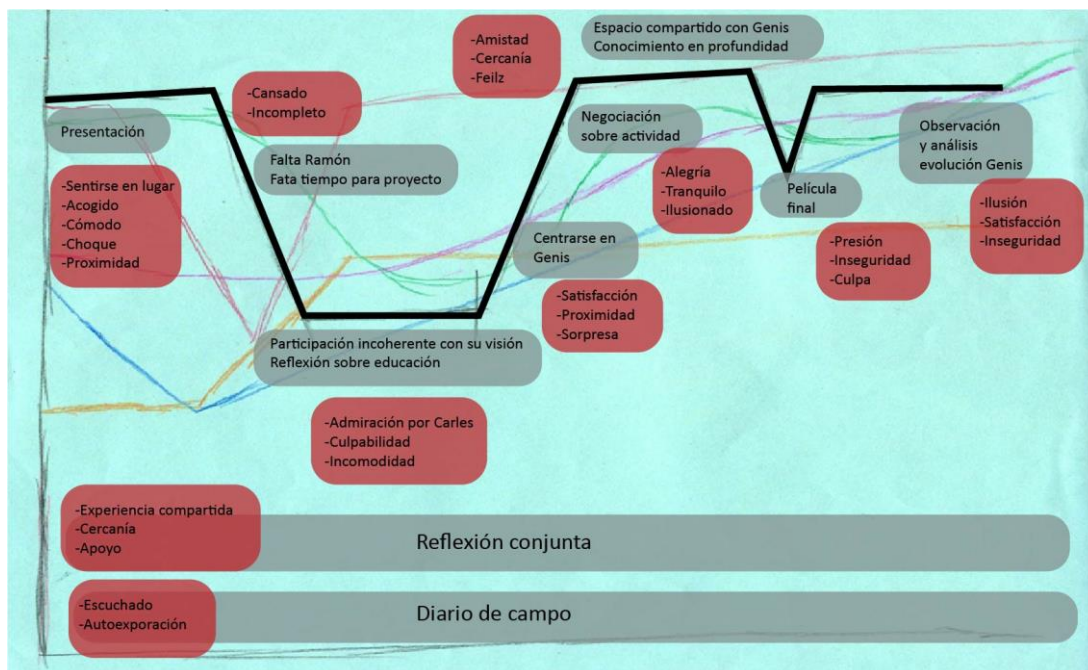 -Amistad
-Cercanía
-Feilz
Espacio compartido con Genis
Conocimiento en profundidad
-Cansado
-Incompleto
Presentación
Negociación
sobre actividad
Observación
y análisis
evolución Genis
Falta Ramón
Fata tiempo para proyecto
-Sentirse en lugar
-Acogido
-Cómodo
-Choque
-Proximidad
-Alegría
-Tranquilo
-Ilusionado
Película
final
-Ilusión
-Satisfacción
-Inseguridad
Centrarse en
Genis
-Presión
-Inseguridad
-Culpa
-Satisfacción
-Proximidad
-Sorpresa
Participación incoherente con su visión
Reflexión sobre educación
-Admiración por Carles
-Culpabilidad
-Incomodidad
-Experiencia compartida
-Cercanía
-Apoyo
Reflexión conjunta
-Escuchado
-Autoexporación
Diario de campo